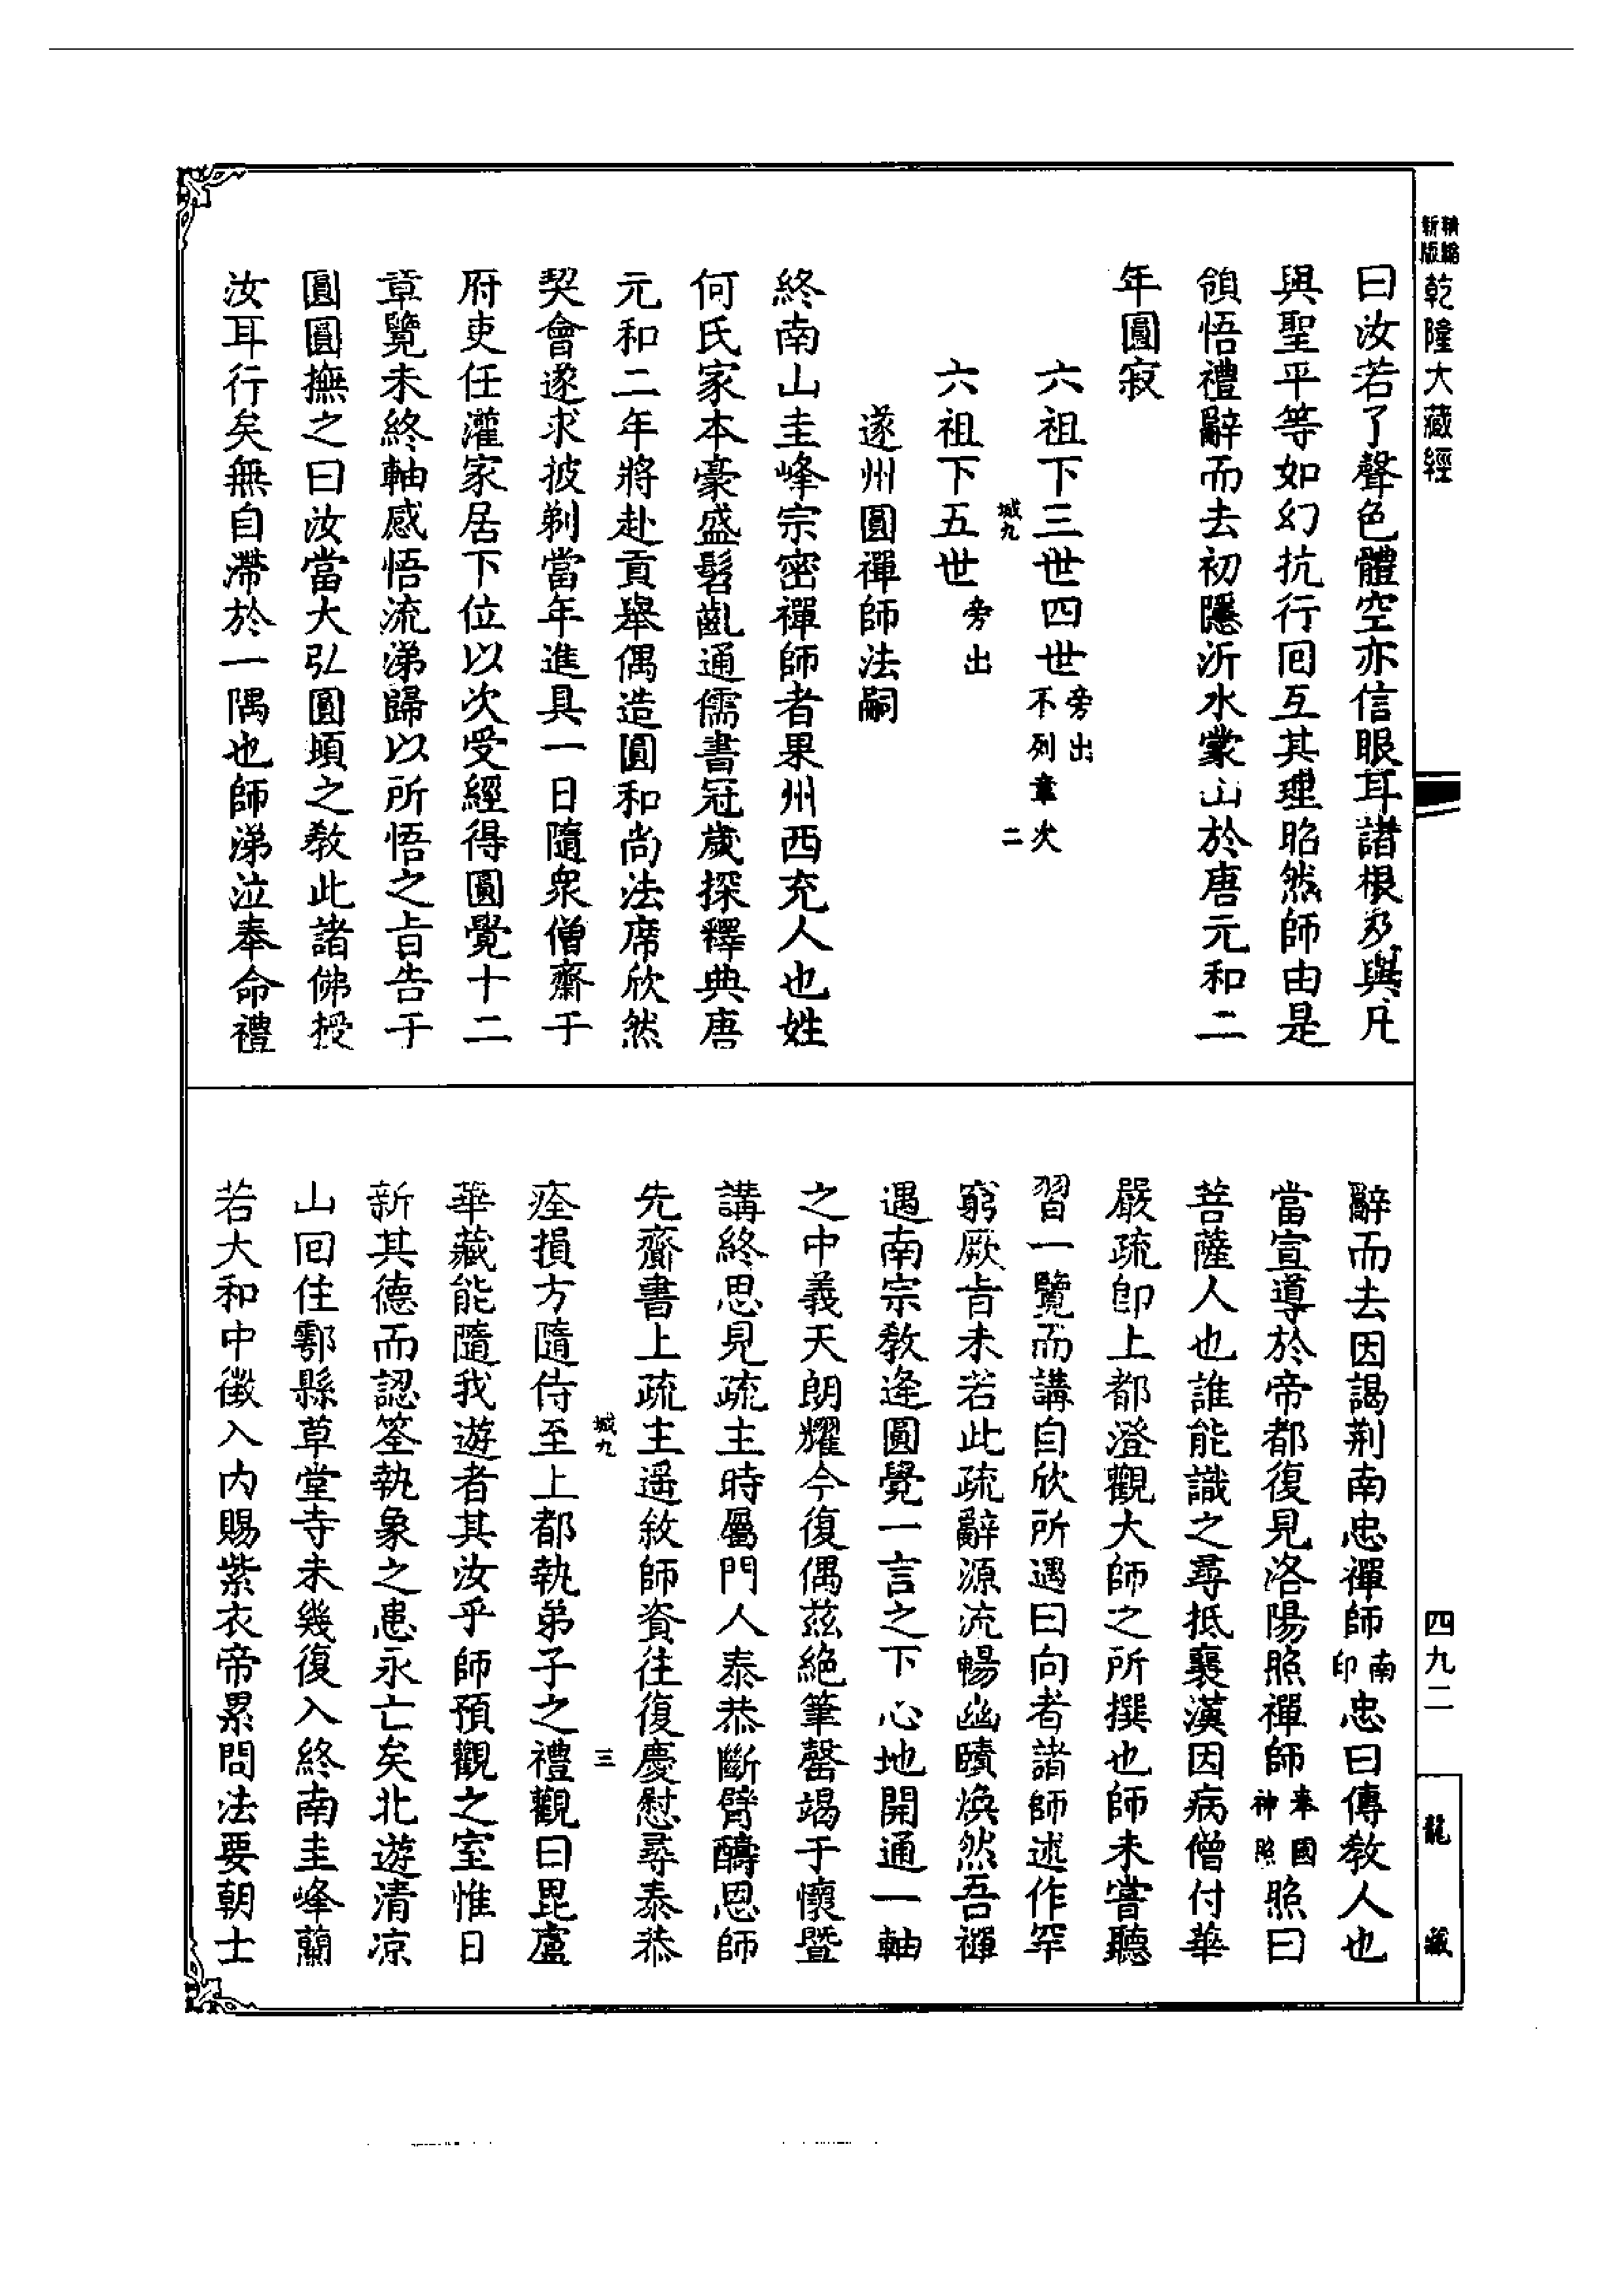 新編縮版 乾隆大藏經
曰汝若了聲色體空亦信眼耳諸根及與凡
與聖平等如幻抗行囘互其理昭然師由是
領悟禮辭而去初隱沂水蒙山於唐元和二
年圓寂
六祖下三世四世旁出不列章次
城九 二
六祖下五世旁出
遂州圓禪師法嗣
終南山圭峰宗密禪師者果州西充人也姓
何氏家本豪盛髫齓通儒書冠歲探釋典唐
元和二年將赴貢舉偶造圓和尚法席欣然
契會遂求披剃當年進具一日隨衆僧齋于
府吏任灌家居下位以次受經得圓覺十二
章覽未終軸感悟流涕歸以所悟之旨告于
圓圓撫之曰汝當大弘圓頓之教此諸佛授
汝耳行矣無自滯於一隅也師涕泣奉命禮
辭而去因謁荆南忠禪師南印忠曰傳教人也
當宣導於帝都復見洛陽照禪師奉國神照照曰
菩薩人也誰能識之尋抵襄漢因病僧付華
嚴疏卽上都澄觀大師之所撰也師未嘗聽
習一覽而講自欣所遇曰向者諸師述作罕
窮厥旨未若此疏辭源流暢幽賾煥然吾禪
遇南宗教逢圓覺一言之下心地開通一軸
之中義天朗耀今復偶茲絕筆罄竭于懷暨
講終思見疏主時屬門人泰恭斷臂醻恩師
先齎書上疏主遥敘師資往復慶慰尋泰恭
城九 三
痊損方隨侍至上都執弟子之禮觀曰毘盧
華藏能隨我遊者其汝乎師預觀之室惟日
新其德而認筌執象之患永亡矣北遊清凉
山囘住鄠縣草堂寺未幾復入終南圭峰蘭
若大和中徵入内賜紫衣帝累問法要朝士
四九二
龍藏